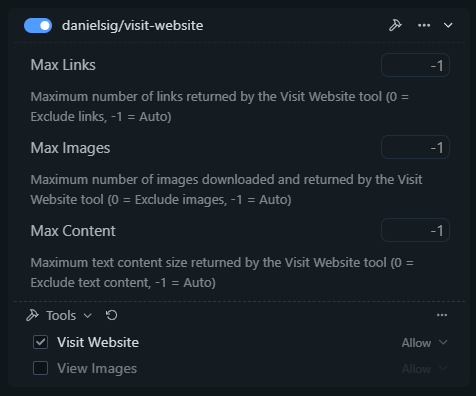 danielsig/visit-website
Max Links
-1
Maximum number of links returned by the Visit Website tool (0 =
Exclude links, -1 = Auto)
Max Images
-1
Maximum number of images downloaded and returned by the Visit
Website tool (0 = Exclude images, -1 = Auto)
Max Content
-1
Maximum text content size returned by the Visit Website tool (0 =
Exclude text content, -1 = Auto)
Tools
Visit Website
Allow
View Images
Allow